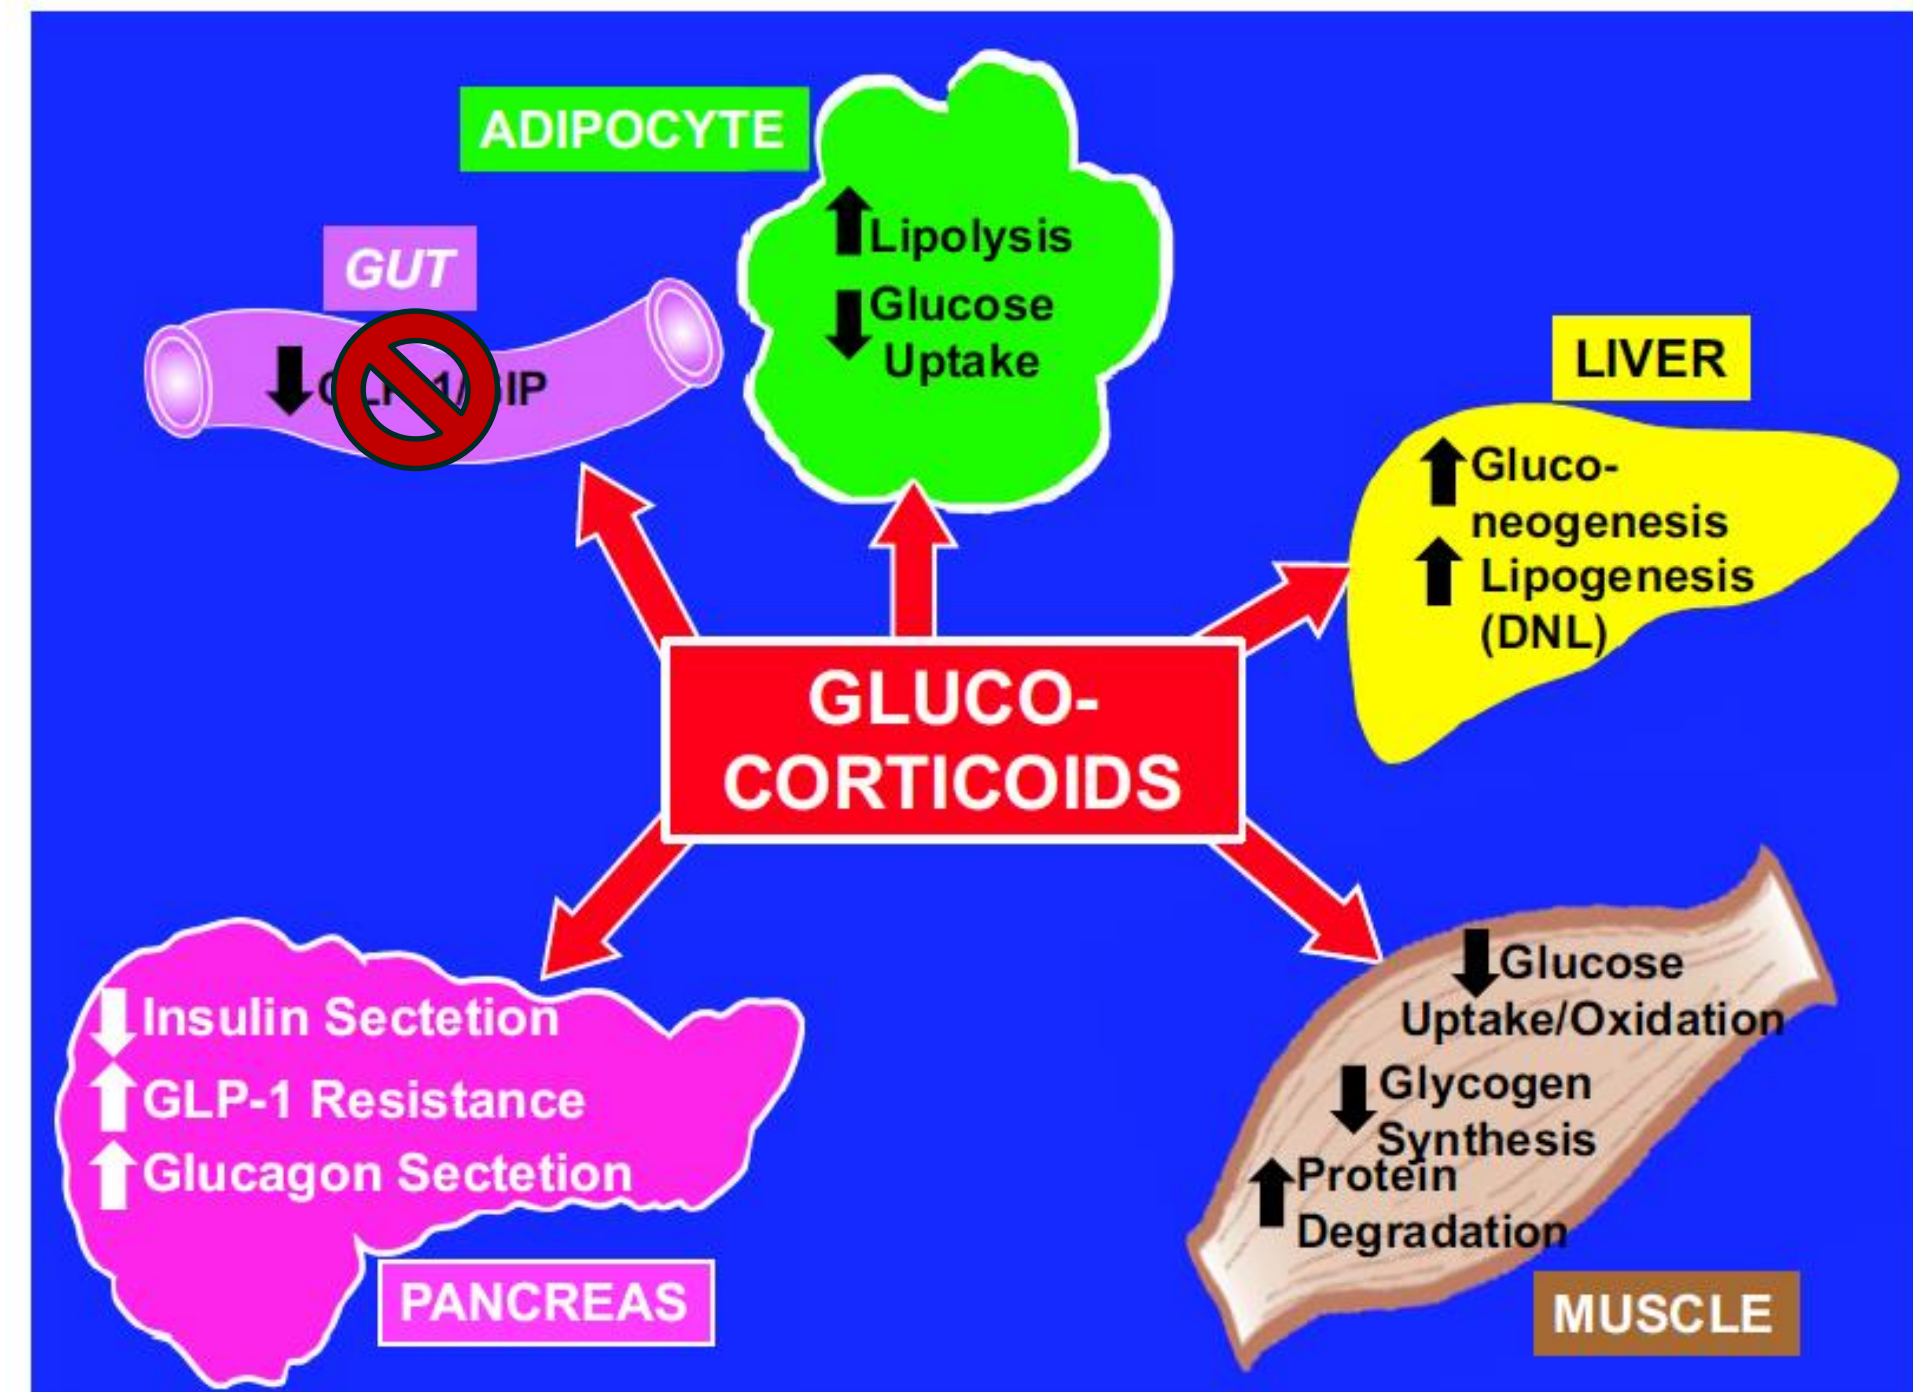 ADIPOCYTE
Lipolysis
Glucose
Uptake
GUT
LIVER
Gluco-
neogenesis
Lipogenesis
(DNL)
GLUCO-
CORTICOIDS
Insulin Sectetion
GLP-1 Resistance
Glucagon Sectetion
PANCREAS
Glucose
Uptake/Oxidation
Glycogen
Synthesis
Protein
Degradation
MUSCLE